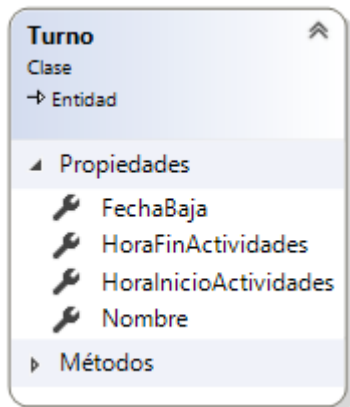 Turno
Clase
Entidad
Propiedades
FechaBaja
HoraFinActividades
HoraInicioActividades
Nombre
Métodos